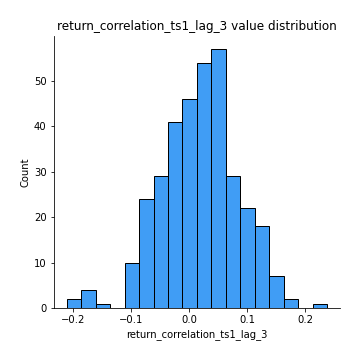 return_correlation_ts1_lag_3 value distribution
Count
50
40
30
20
10
0
−0.2 −0.1 0.0 0.1 0.2
return_correlation_ts1_lag_3